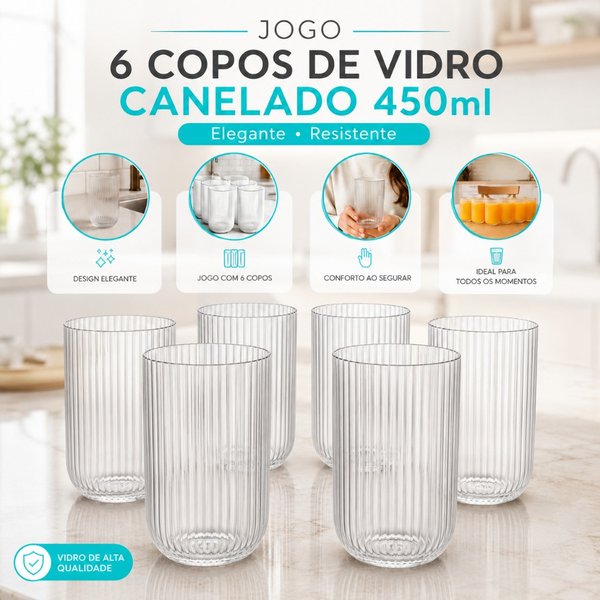 JOGO
6 COPOS DE VIDRO
CANELADO 450ml
Elegante • Resistente
DESIGN ELEGANTE
JOGO COM 6 COPOS
CONFORTO AO SEGURAR
IDEAL PARA
TODOS OS MOMENTOS
VIDRO DE ALTA
QUALIDADE